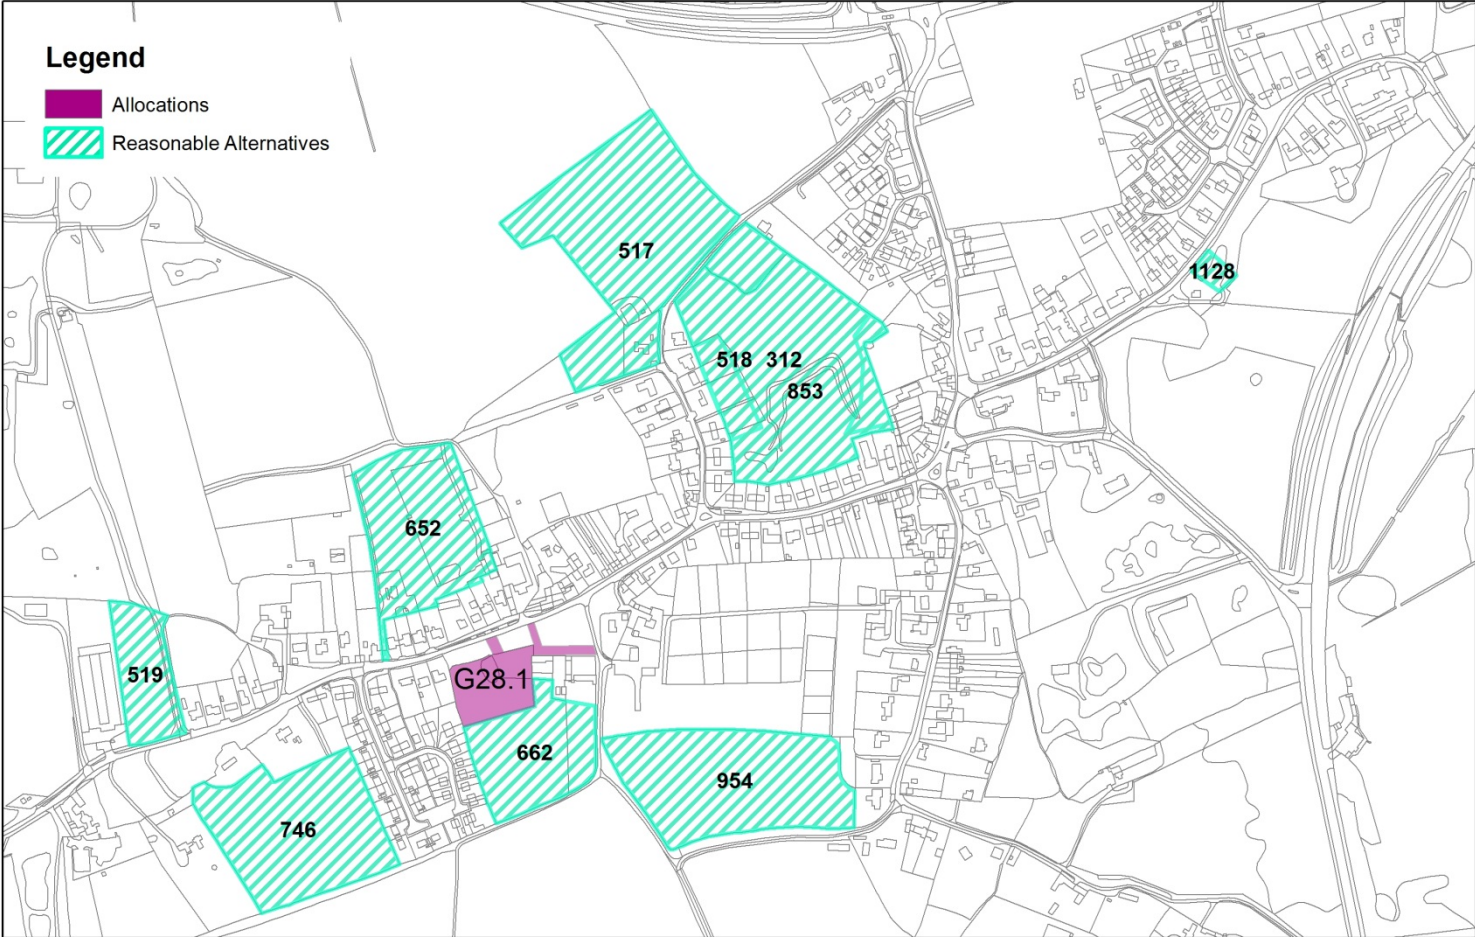 Legend
Allocations
Reasonable Alternatives
517
1128
518 312
853
652
519
G28.1
662
954
746